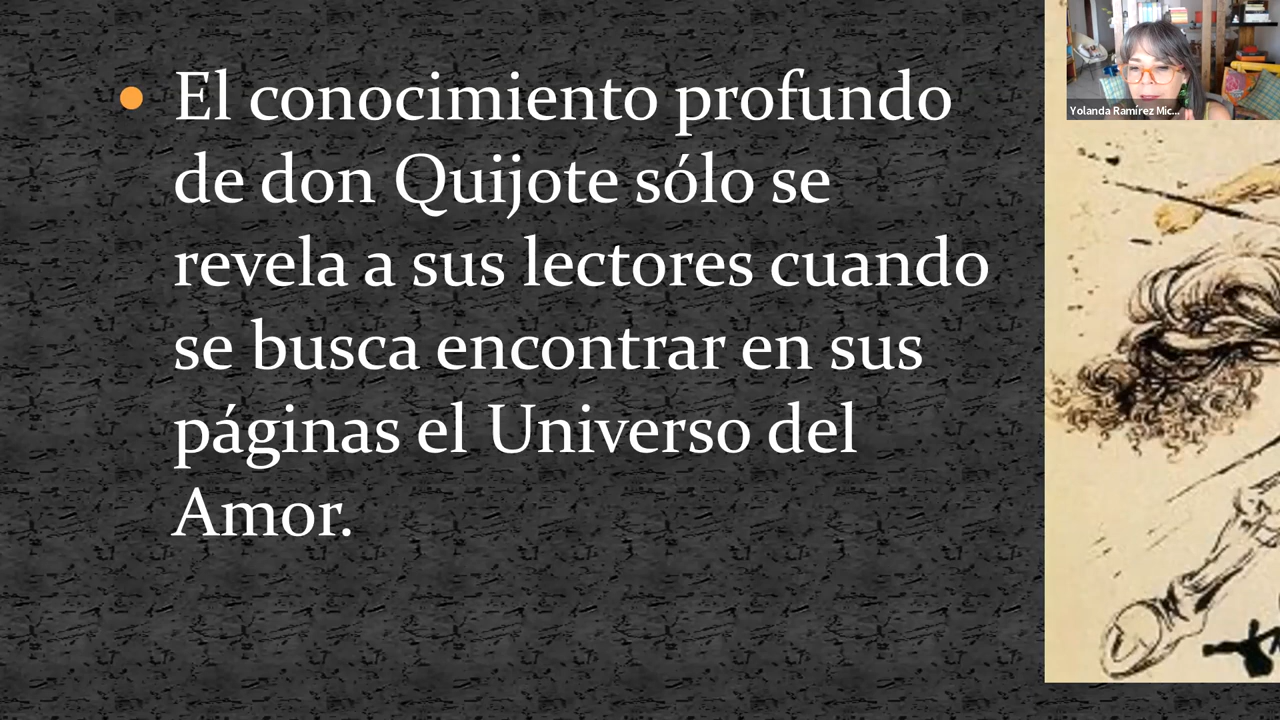 El conocimiento profundo
de don Quijote sólo se
revela a sus lectores cuando
se busca encontrar en sus
páginas el Universo del
Amor.
Yolanda Ramírez Mic...